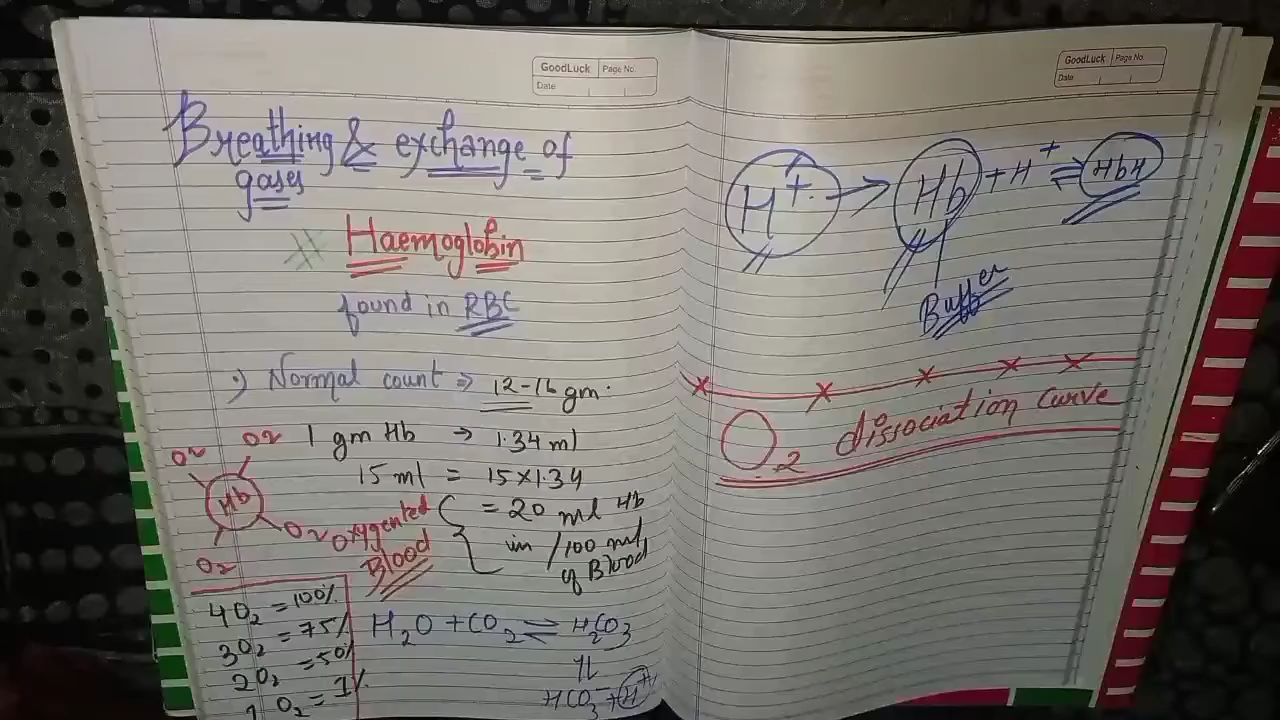 GoodLuck Page No.
Date
Breathing & exchange of
gases
# Haemoglobin
found in RBC
Normal count ⇒ 12-16 gm.
1 gm Hb → 1.34 ml
15 ml = 15×1.34
= 20 ml Hb
in /100 ml
of Blood
O2 O2
Hb
O2 O2
Oxygented
Blood
4O2 = 100%
3O2 = 75%
2O2 = 50%
1 O2 = 1%
H2O + CO2 ⇌ H2CO3
⇌
HCO3⁻ + H⁺
GoodLuck Page No.
Date
H⁺ → Hb + H⁺ ⇌ HbH
Buffer
O2 dissociation curve